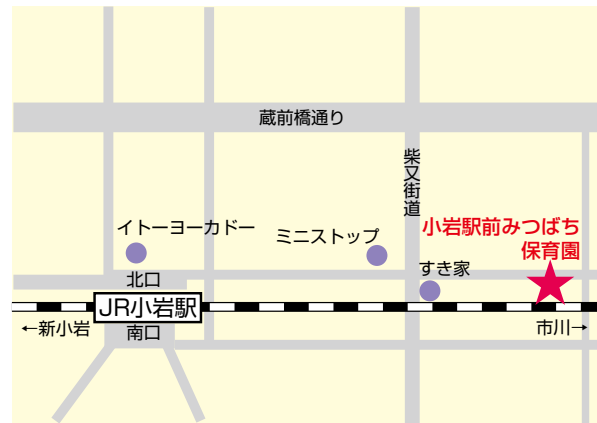 蔵前橋通り
柴又街道
小岩駅前みつばち
保育園
イトーヨーカドー
ミニストップ
すき家
北口
JR小岩駅
南口
←新小岩
市川→